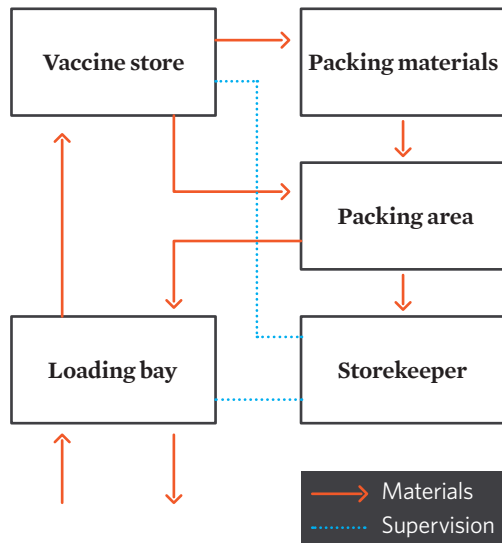 Vaccine store
Packing materials
Packing area
Loading bay
Storekeeper
Materials
Supervision